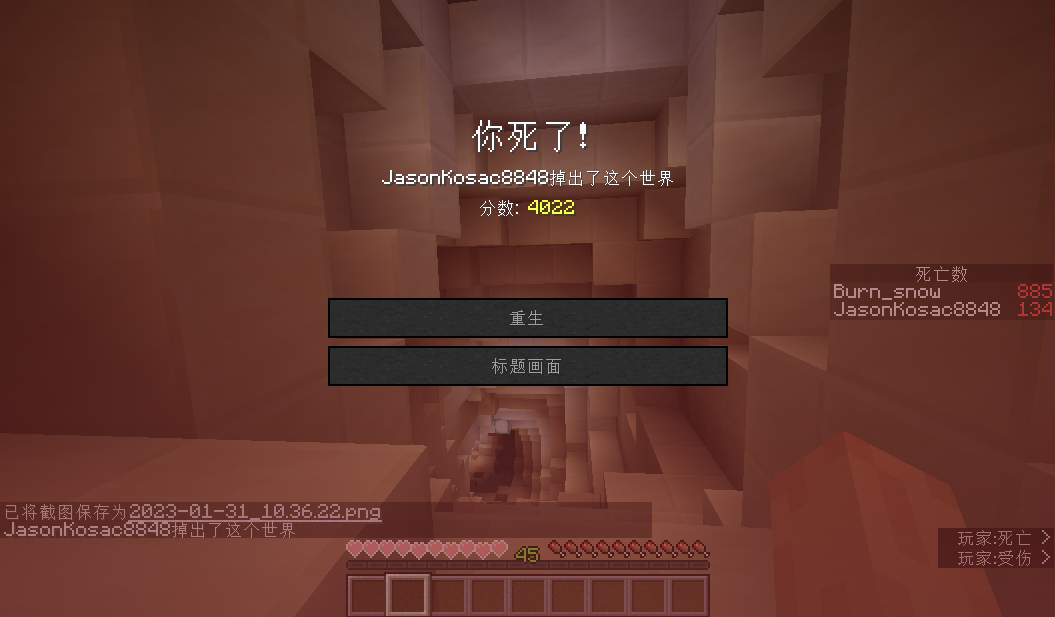 你死了!
JasonKosac8848掉出了这个世界
分数: 4022
死亡数
Burn_snow 885
JasonKosac8848 134
重生
标题画面
已将截图保存为2023-01-31_10.36.22.png
JasonKosac8848掉出了这个世界
45
玩家:死亡
玩家:受伤